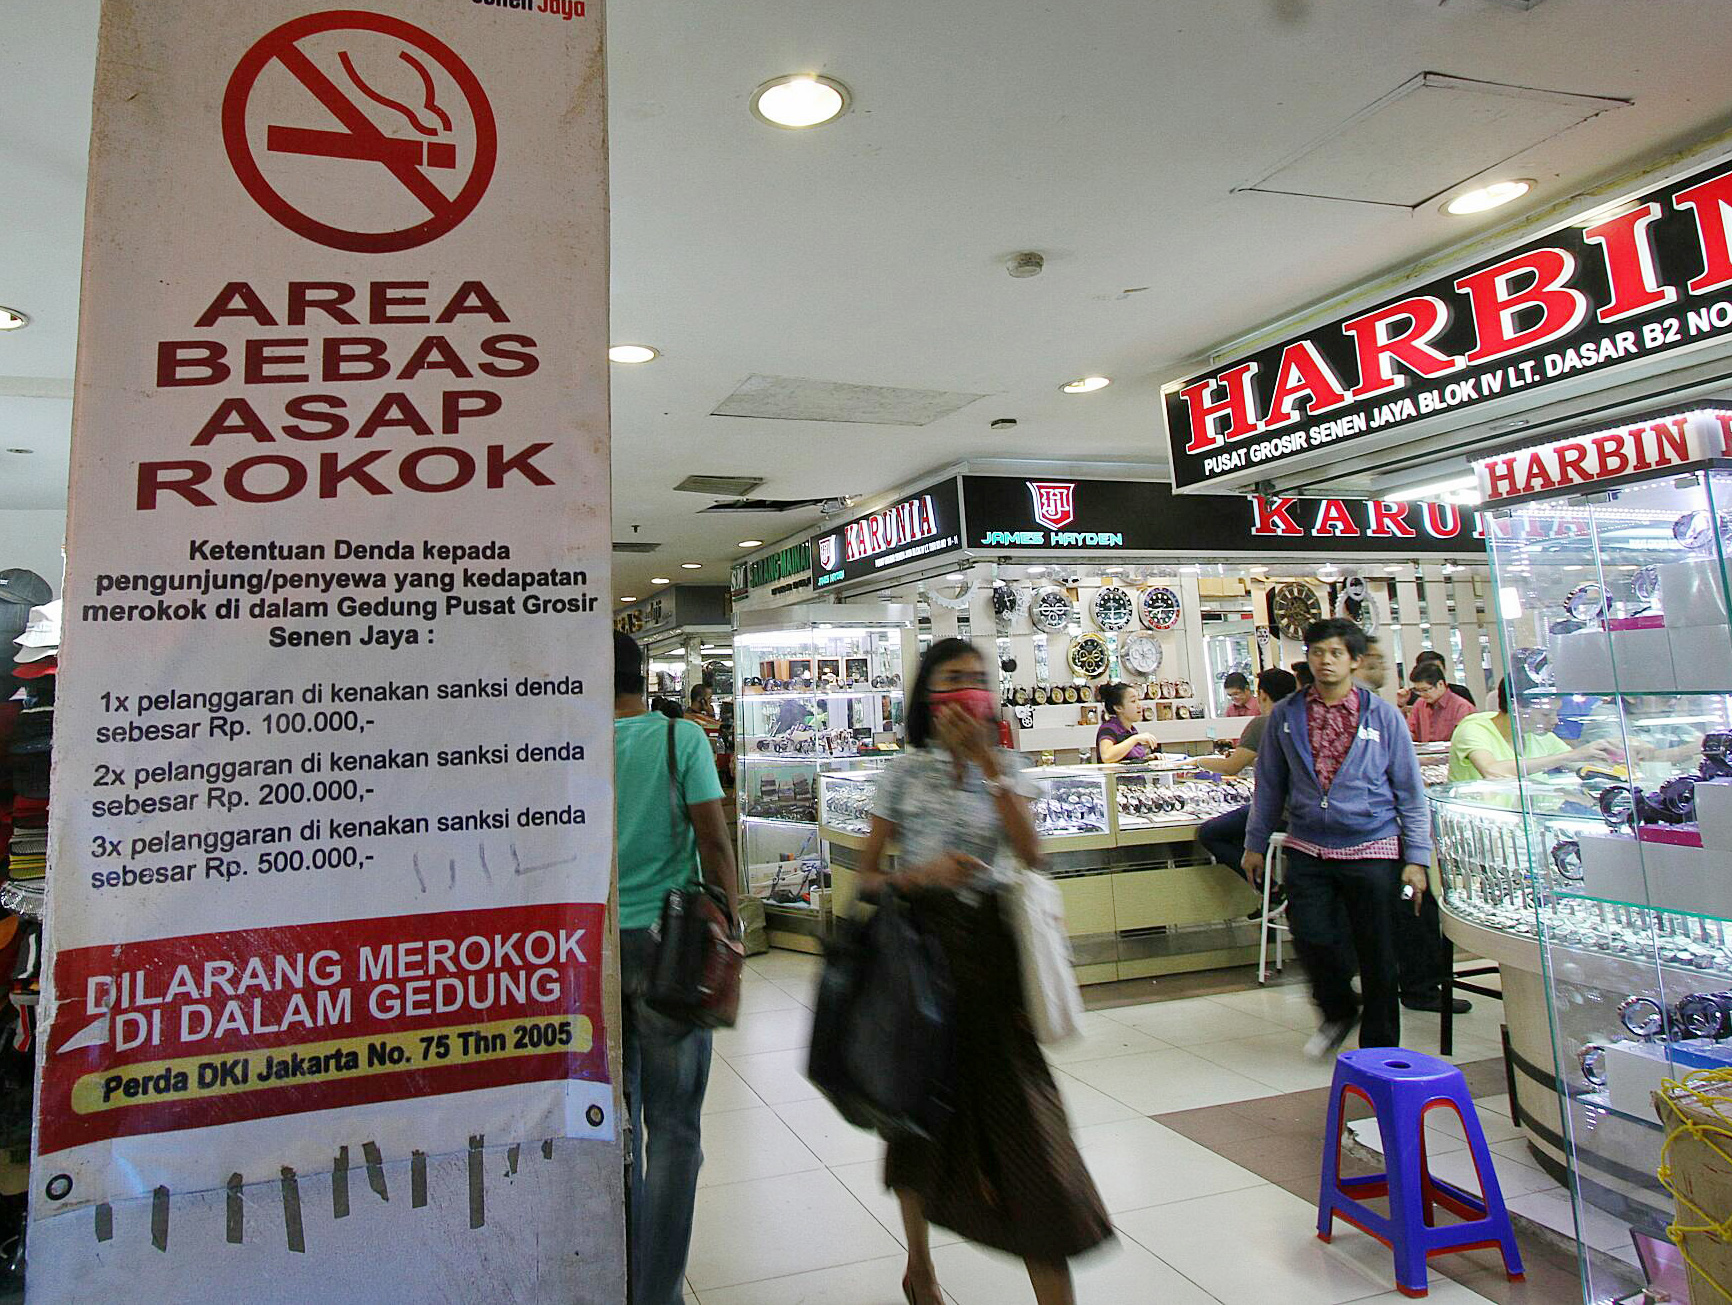 Senen Jaya
AREA
BEBAS
ASAP
ROKOK
Ketentuan Denda kepada
pengunjung/penyewa yang kedapatan
merokok di dalam Gedung Pusat Grosir
Senen Jaya :
1x pelanggaran di kenakan sanksi denda
sebesar Rp. 100.000,-
2x pelanggaran di kenakan sanksi denda
sebesar Rp. 200.000,-
3x pelanggaran di kenakan sanksi denda
sebesar Rp. 500.000,-
DILARANG MEROKOK
DI DALAM GEDUNG
Perda DKI Jakarta No. 75 Thn 2005
HARBIN
PUSAT GROSIR SENEN JAYA BLOK IV LT. DASAR B2 NO
HARBIN
KARUNIA
JAMES HAYDEN
KARUNIA